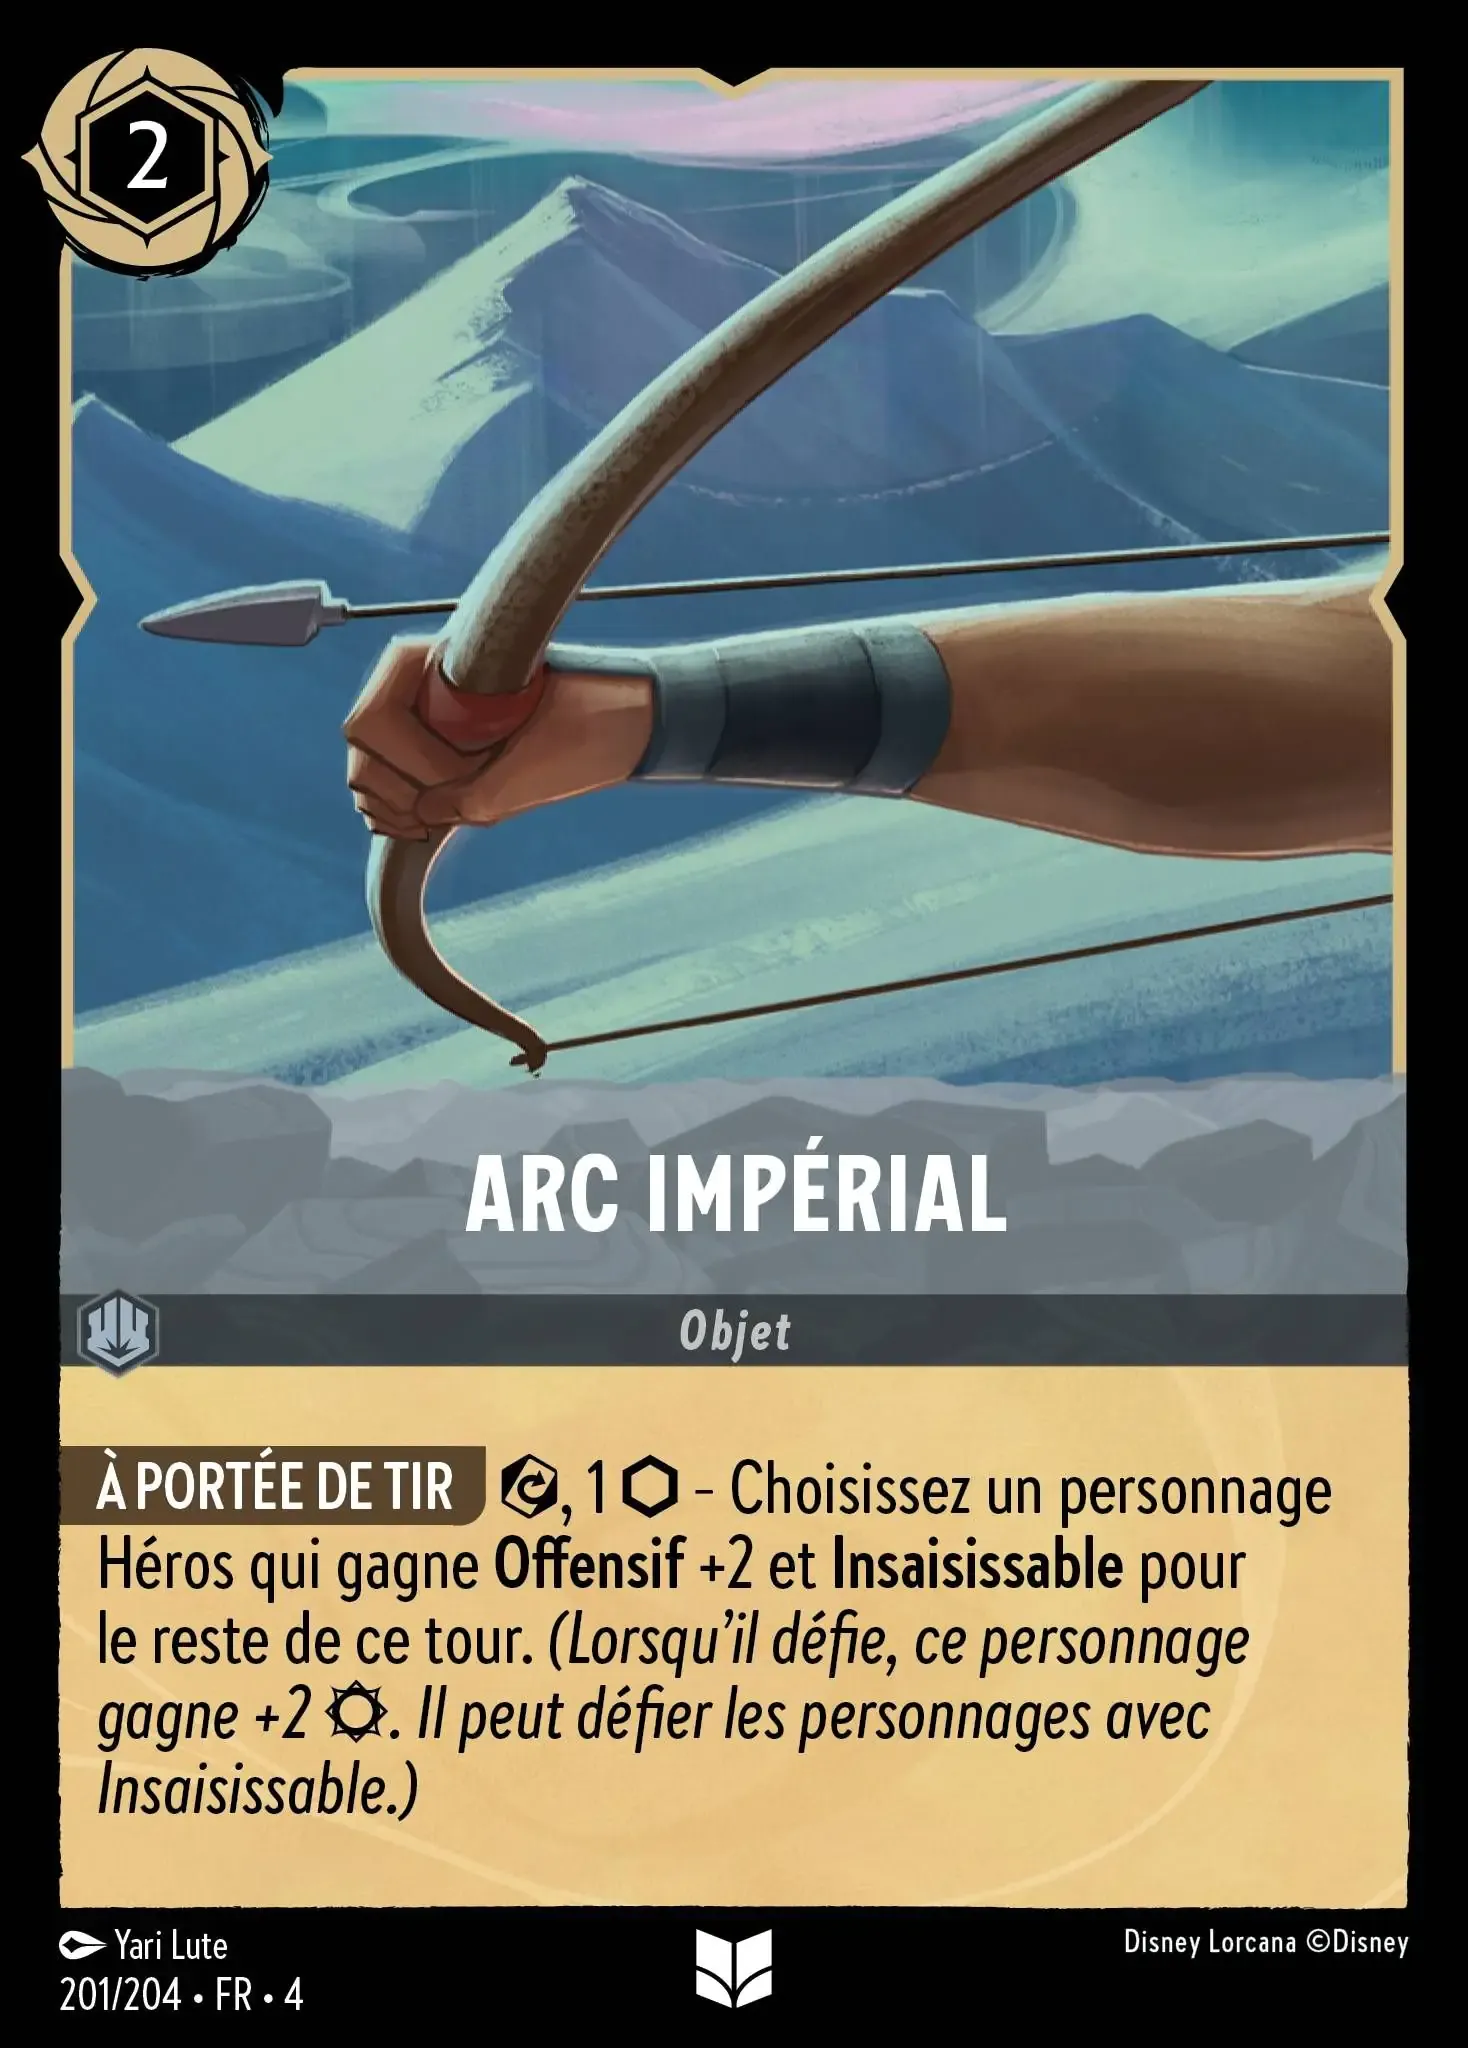 2
ARC IMPÉRIAL
Objet
À PORTÉE DE TIR , 1 – Choisissez un personnage
Héros qui gagne Offensif +2 et Insaisissable pour
le reste de ce tour. (Lorsqu’il défie, ce personnage
gagne +2 . Il peut défier les personnages avec
Insaisissable.)
Yari Lute
Disney Lorcana ©Disney
201/204 • FR • 4